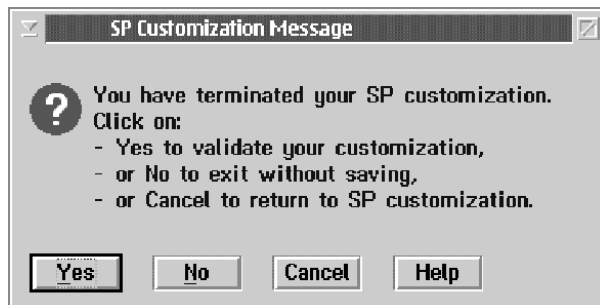 SP Customization Message
You have terminated your SP customization.
Click on:
- Yes to validate your customization,
- or No to exit without saving,
- or Cancel to return to SP customization.
Yes No Cancel Help